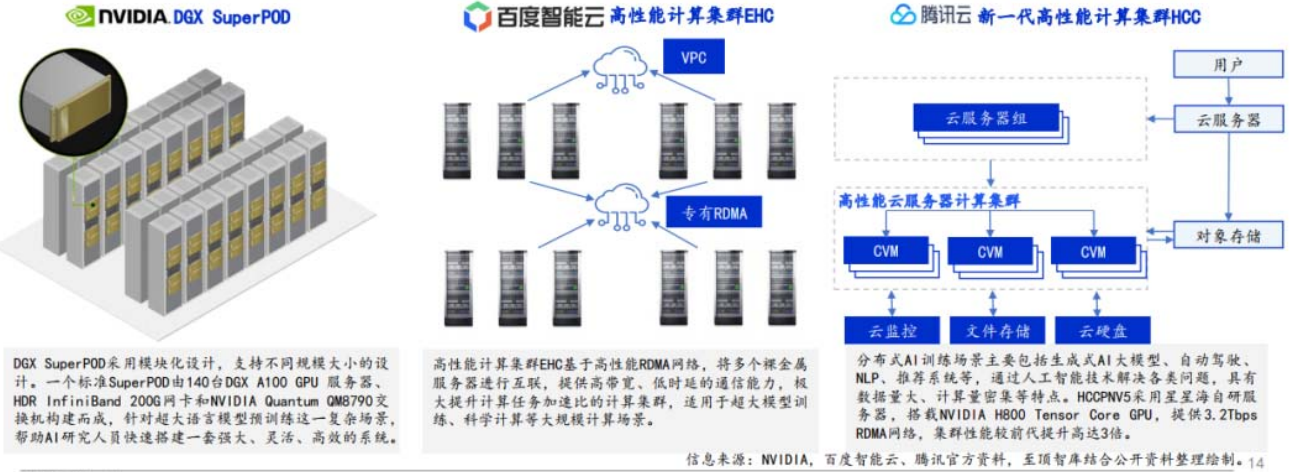 NVIDIA. DGX SuperPOD
DGX SuperPOD采用模块化设计，支持不同规模大小的设
计。一个标准SuperPOD由140台DGX A100 GPU 服务器、
HDR InfiniBand 200G网卡和NVIDIA Quantum QM8790交
换机构建而成，针对超大语言模型预训练这一复杂场景，
帮助AI研究人员快速搭建一套强大、灵活、高效的系统。
百度智能云 高性能计算集群EHC
VPC
专有RDMA
高性能计算集群EHC基于高性能RDMA网络，将多个裸金属
服务器进行互联，提供高带宽、低时延的通信能力，极
大提升计算任务加速比的计算集群，适用于超大模型训
练、科学计算等大规模计算场景。
腾讯云 新一代高性能计算集群HCC
用户
云服务器组
云服务器
高性能云服务器计算集群
对象存储
CVM
CVM
CVM
云监控
文件存储
云硬盘
分布式AI训练场景主要包括生成式AI大模型、自动驾驶、
NLP、推荐系统等，通过人工智能技术解决各类问题，具有
数据量大、计算量密集等特点。HCCPNV5采用星星海自研服
务器，搭载NVIDIA H800 Tensor Core GPU，提供3.2Tbps
RDMA网络，集群性能较前代提升高达3倍。
信息来源：NVIDIA，百度智能云、腾讯官方资料，至顶智库结合公开资料整理绘制。
14